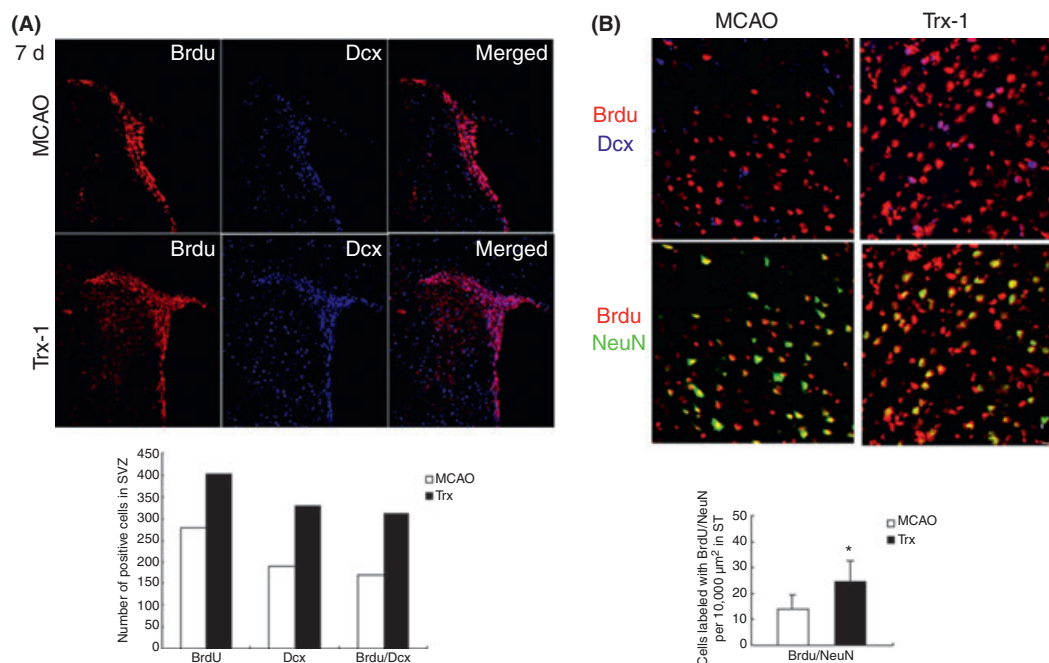 (A)
7 d
Brdu
Dcx
Merged
MCAO
Brdu
Dcx
Merged
Trx-1
450
400
350
300
250
200
150
100
50
0
Number of positive cells in SVZ
MCAO
Trx
BrdU
Dcx
Brdu/Dcx
(B)
MCAO
Trx-1
Brdu
Dcx
Brdu
NeuN
Cells labeled with BrdU/NeuN
per 10,000 µm² in ST
50
40
30
20
10
0
MCAO
Trx
*
Brdu/NeuN